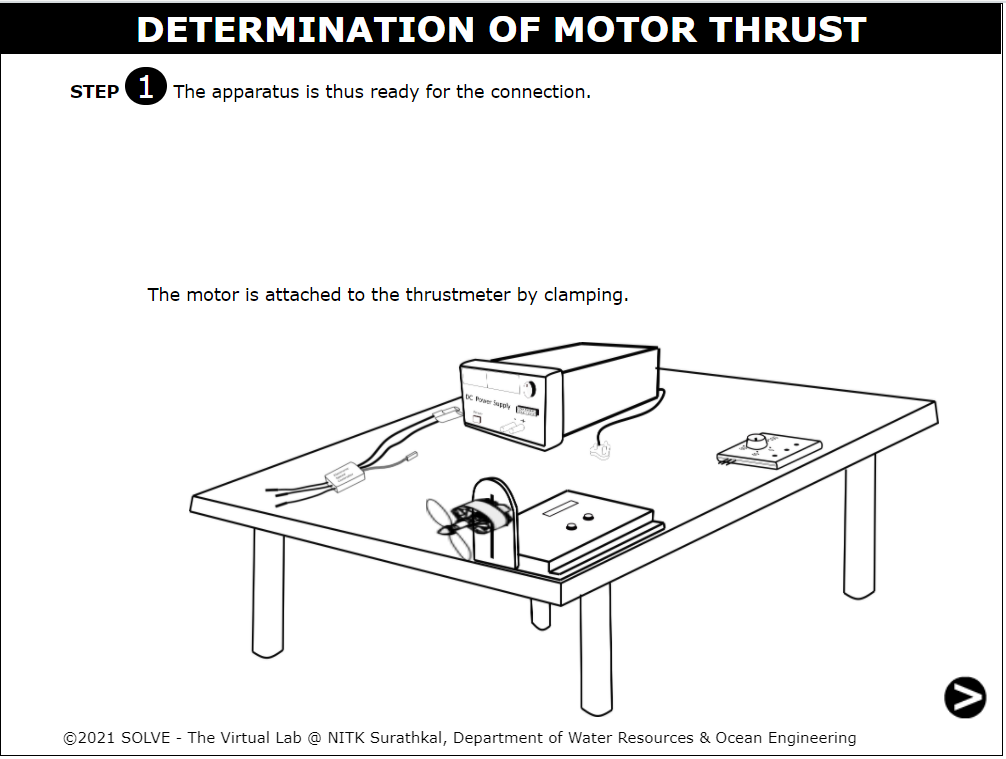 DETERMINATION OF MOTOR THRUST
STEP 1 The apparatus is thus ready for the connection.
The motor is attached to the thrustmeter by clamping.
DC Power Supply
- +
>
©2021 SOLVE - The Virtual Lab @ NITK Surathkal, Department of Water Resources & Ocean Engineering